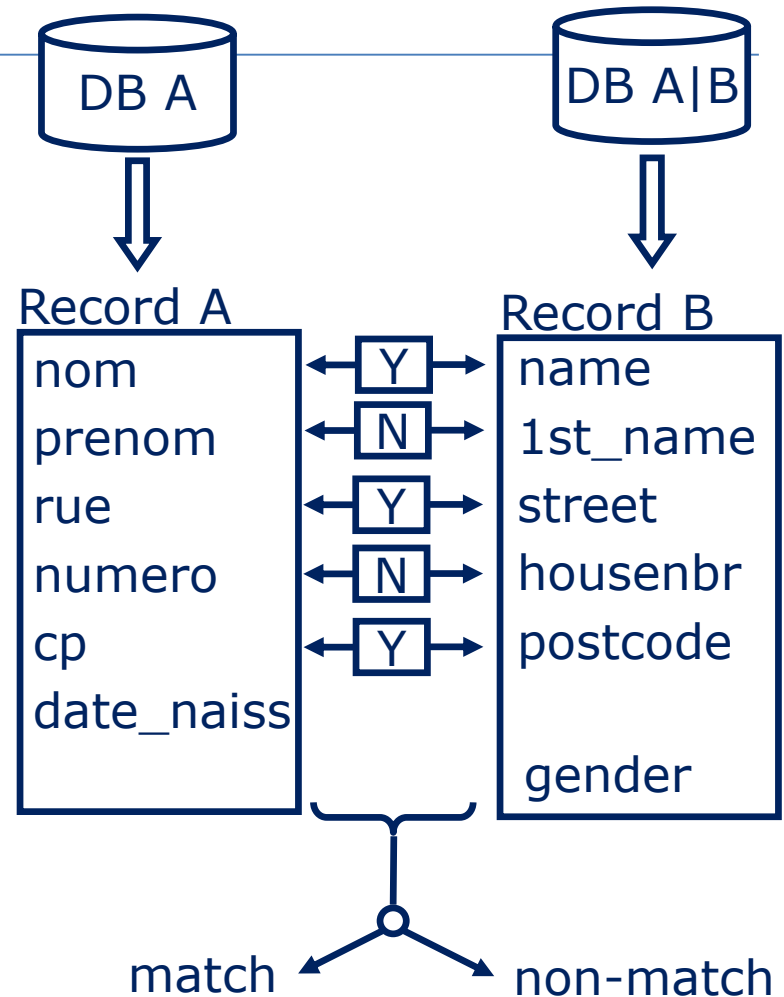 DB A
DB A|B
Record A
Record B
nom Y name
prenom N 1st_name
rue Y street
numero N housenbr
cp Y postcode
date_naiss
gender
match
non-match